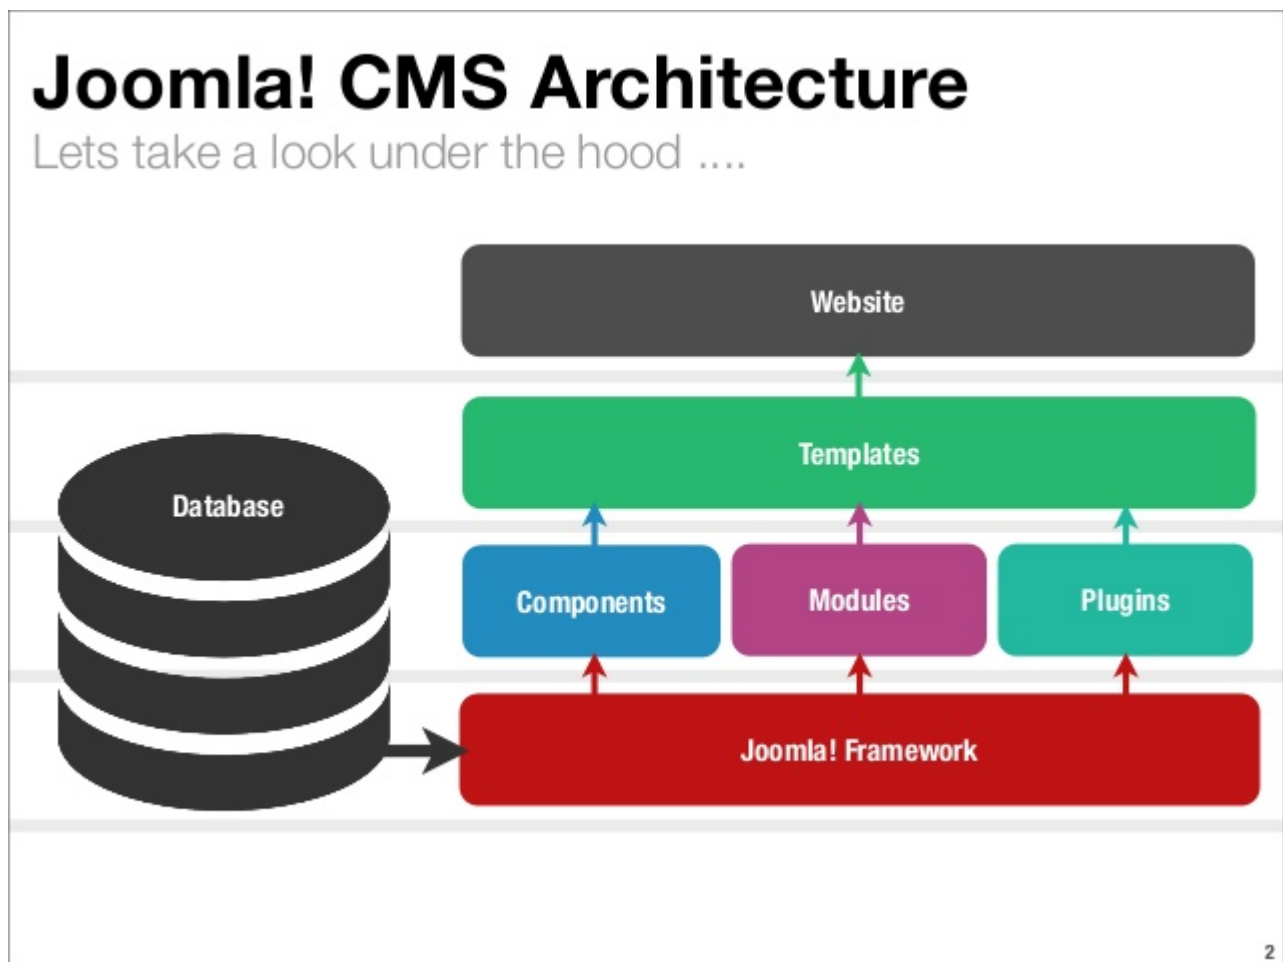 Joomla! CMS Architecture
Lets take a look under the hood ....
Website
Templates
Database
Components
Modules
Plugins
Joomla! Framework
2